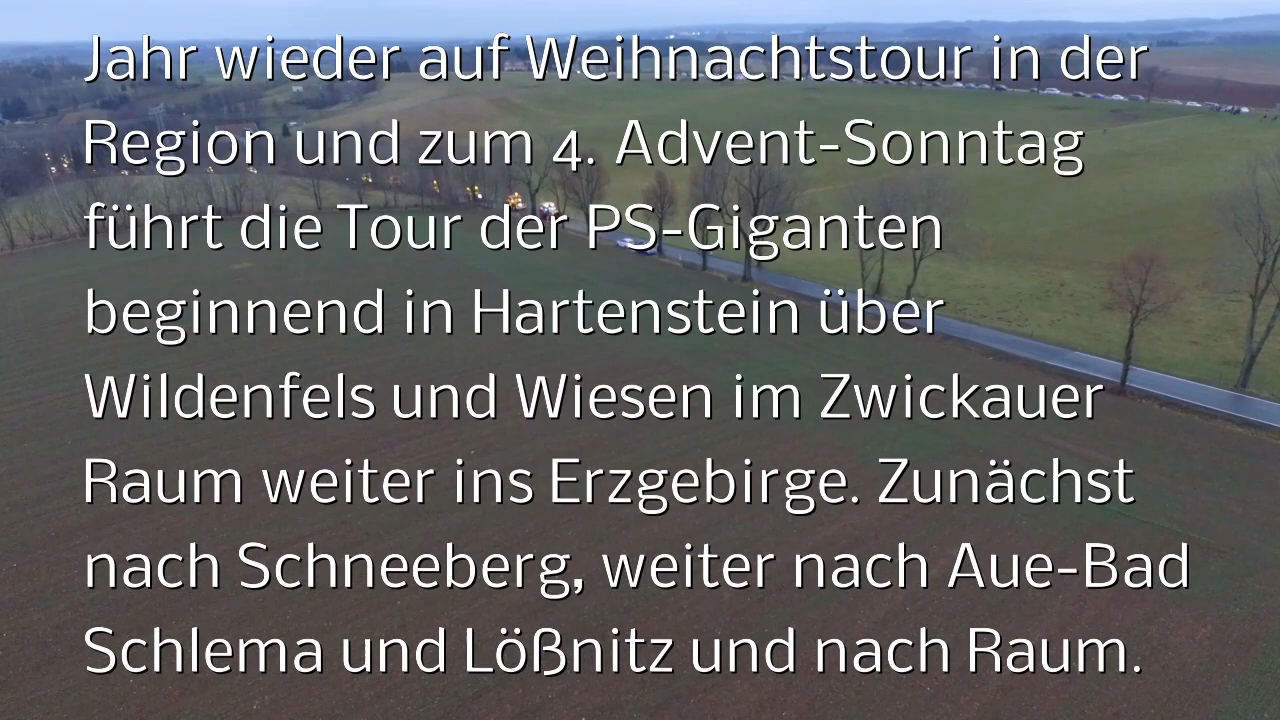 Jahr wieder auf Weihnachtstour in der
Region und zum 4. Advent-Sonntag
führt die Tour der PS-Giganten
beginnend in Hartenstein über
Wildenfels und Wiesen im Zwickauer
Raum weiter ins Erzgebirge. Zunächst
nach Schneeberg, weiter nach Aue-Bad
Schlema und Lößnitz und nach Raum.